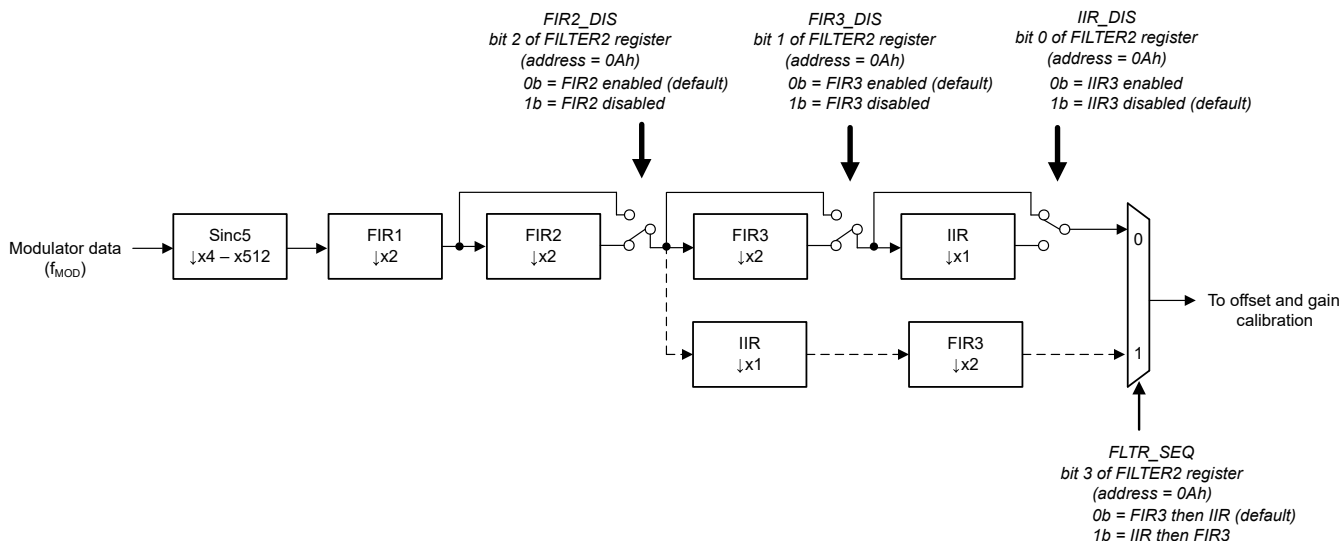 FIR2_DIS
bit 2 of FILTER2 register
(address = 0Ah)
0b = FIR2 enabled (default)
1b = FIR2 disabled
FIR3_DIS
bit 1 of FILTER2 register
(address = 0Ah)
0b = FIR3 enabled (default)
1b = FIR3 disabled
IIR_DIS
bit 0 of FILTER2 register
(address = 0Ah)
0b = IIR3 enabled
1b = IIR3 disabled (default)
Modulator data
(fMOD)
Sinc5
↓x4 – x512
FIR1
↓x2
FIR2
↓x2
FIR3
↓x2
IIR
↓x1
0
To offset and gain
calibration
IIR
↓x1
FIR3
↓x2
1
FLTR_SEQ
bit 3 of FILTER2 register
(address = 0Ah)
0b = FIR3 then IIR (default)
1b = IIR then FIR3